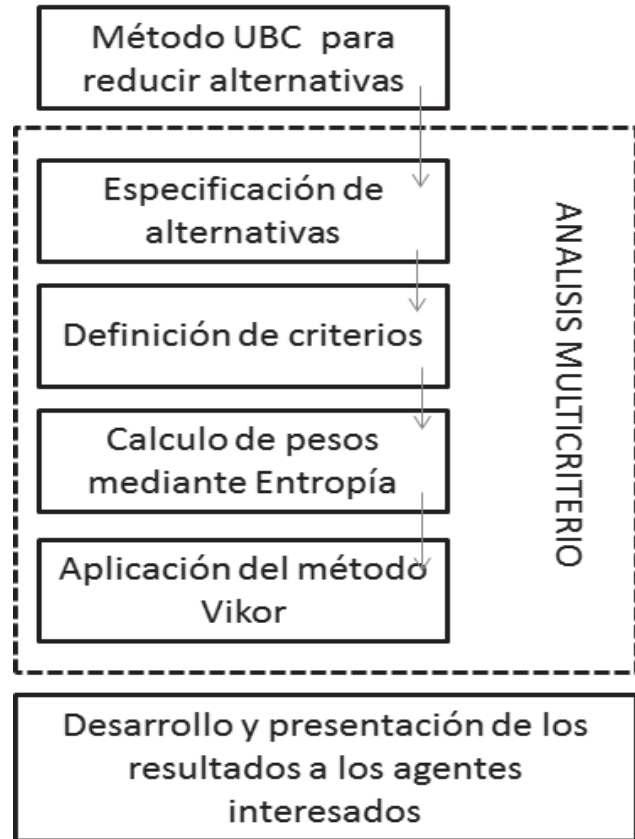 Método UBC para
reducir alternativas
Especificación de
alternativas
Definición de criterios
Calculo de pesos
mediante Entropía
Aplicación del método
Vikor
ANALISIS MULTICRITERIO
Desarrollo y presentación de los
resultados a los agentes
interesados